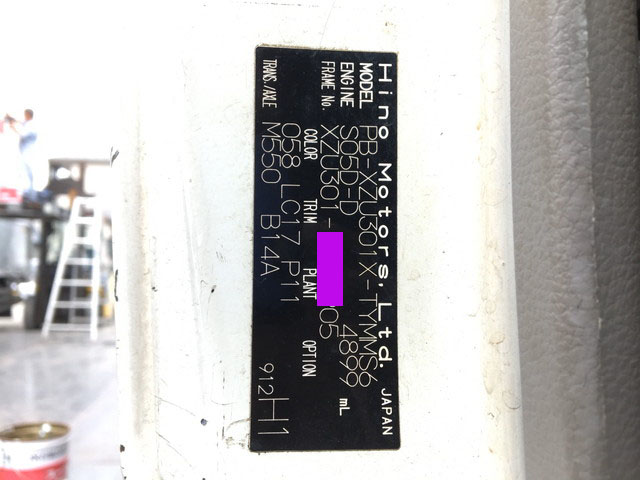 Hino Motors, Ltd. JAPAN
MODEL PB-XZU301X-TYMMS6
ENGINE S05D-D 4899 mL
FRAME No. XZU301- 05
COLOR TRIM PLANT OPTION
058 LC17 P11
TRANS./AXLE M550 B14A
912H1